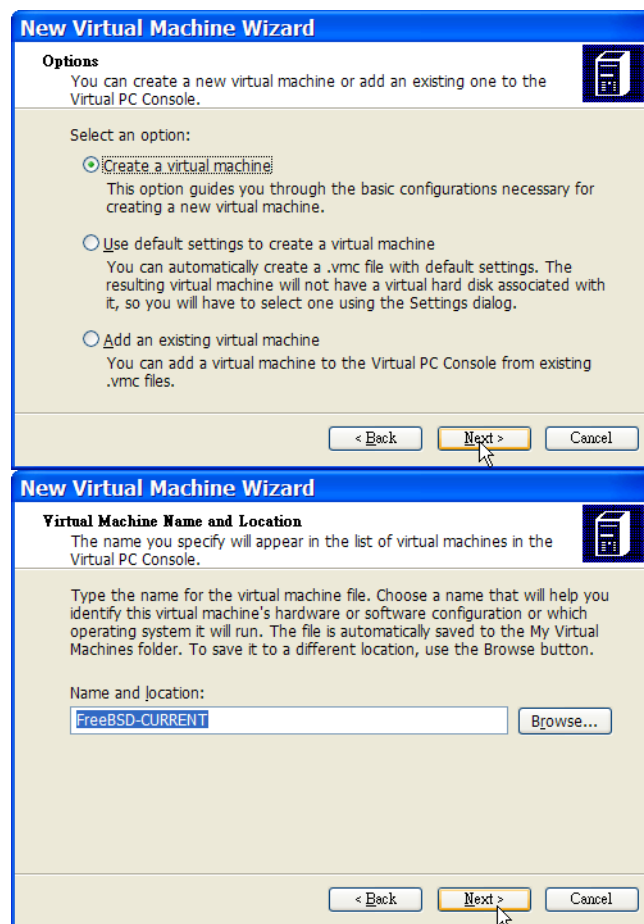 New Virtual Machine Wizard
Options
You can create a new virtual machine or add an existing one to the
Virtual PC Console.
Select an option:
Create a virtual machine
This option guides you through the basic configurations necessary for
creating a new virtual machine.
Use default settings to create a virtual machine
You can automatically create a .vmc file with default settings. The
resulting virtual machine will not have a virtual hard disk associated with
it, so you will have to select one using the Settings dialog.
Add an existing virtual machine
You can add a virtual machine to the Virtual PC Console from existing
.vmc files.
< Back Next > Cancel
New Virtual Machine Wizard
Virtual Machine Name and Location
The name you specify will appear in the list of virtual machines in the
Virtual PC Console.
Type the name for the virtual machine file. Choose a name that will help you
identify this virtual machine's hardware or software configuration or which
operating system it will run. The file is automatically saved to the My Virtual
Machines folder. To save it to a different location, use the Browse button.
Name and location:
FreeBSD-CURRENT Browse...
< Back Next > Cancel